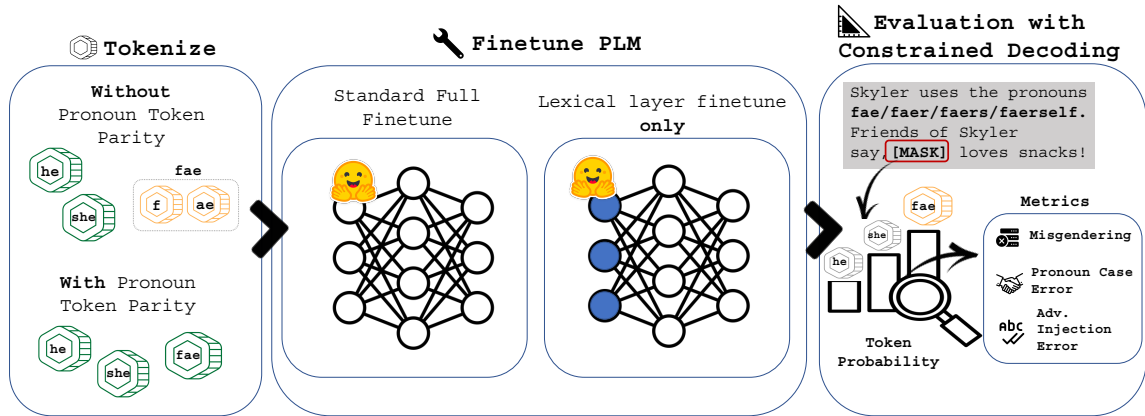 Tokenize
Without
Pronoun Token
Parity
he
she
fae
f
ae
With Pronoun
Token Parity
he
she
fae
Finetune PLM
Standard Full
Finetune
Lexical layer finetune
only
Evaluation with
Constrained Decoding
Skyler uses the pronouns
fae/faer/faers/faerself.
Friends of Skyler
say, [MASK] loves snacks!
he
she
fae
Token
Probability
Metrics
Misgendering
Pronoun Case
Error
Abc
Adv.
Injection
Error